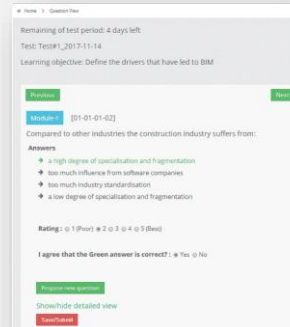 Home > Question View
Remaining of test period: 4 days left
Test: Test#1_2017-11-14
Learning objective: Define the drivers that have led to BIM
Previous Next
Module-1 [01-01-01-02]
Compared to other industries the construction industry suffers from:
Answers
a high degree of specialisation and fragmentation
too much influence from software companies
too much industry standardisation
a low degree of specialisation and fragmentation
Rating : 1 (Poor) 2 3 4 5 (Best)
I agree that the Green answer is correct? : Yes No
Propose new question
Show/hide detailed view
Save/Submit